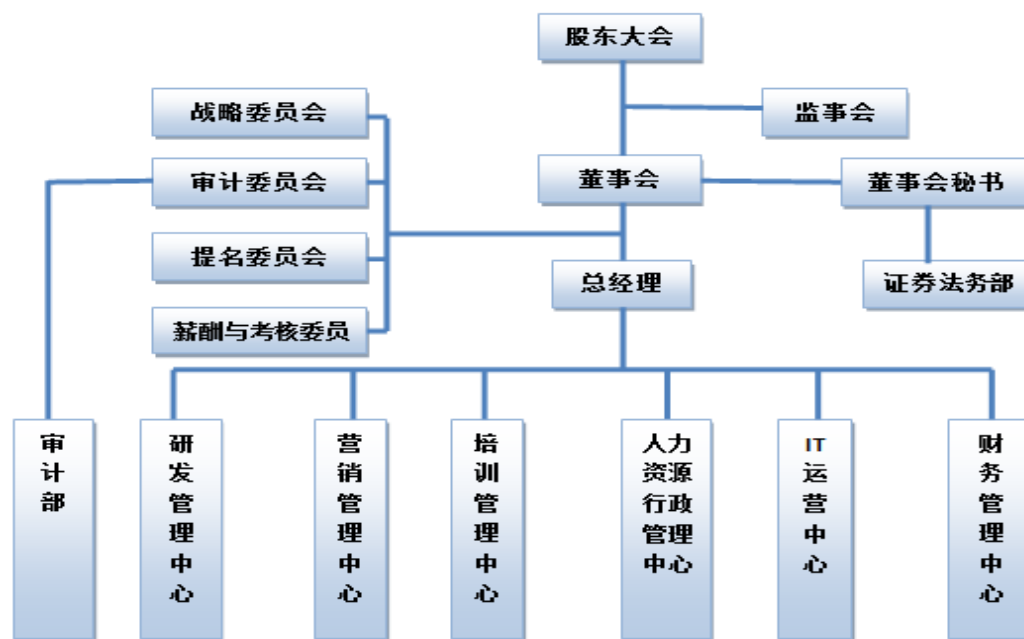 股东大会
战略委员会
监事会
审计委员会
董事会
董事会秘书
提名委员会
总经理
证券法务部
薪酬与考核委员
审计部
研发管理中心
营销管理中心
培训管理中心
人力
资源
行政
管理
中心
IT
运营中心
财务管理中心